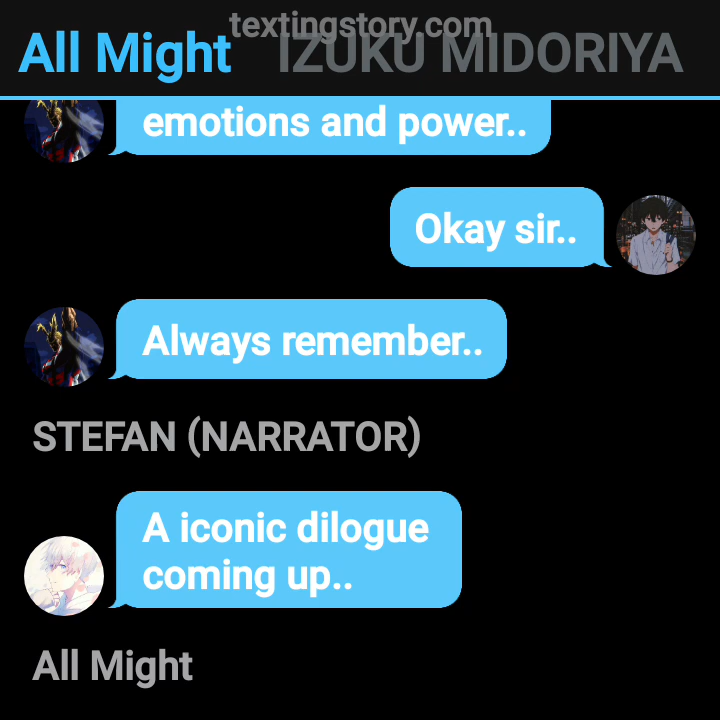 textingstory.com
All Might IZUKU MIDORIYA
emotions and power..
Okay sir..
Always remember..
STEFAN (NARRATOR)
A iconic dilogue
coming up..
All Might